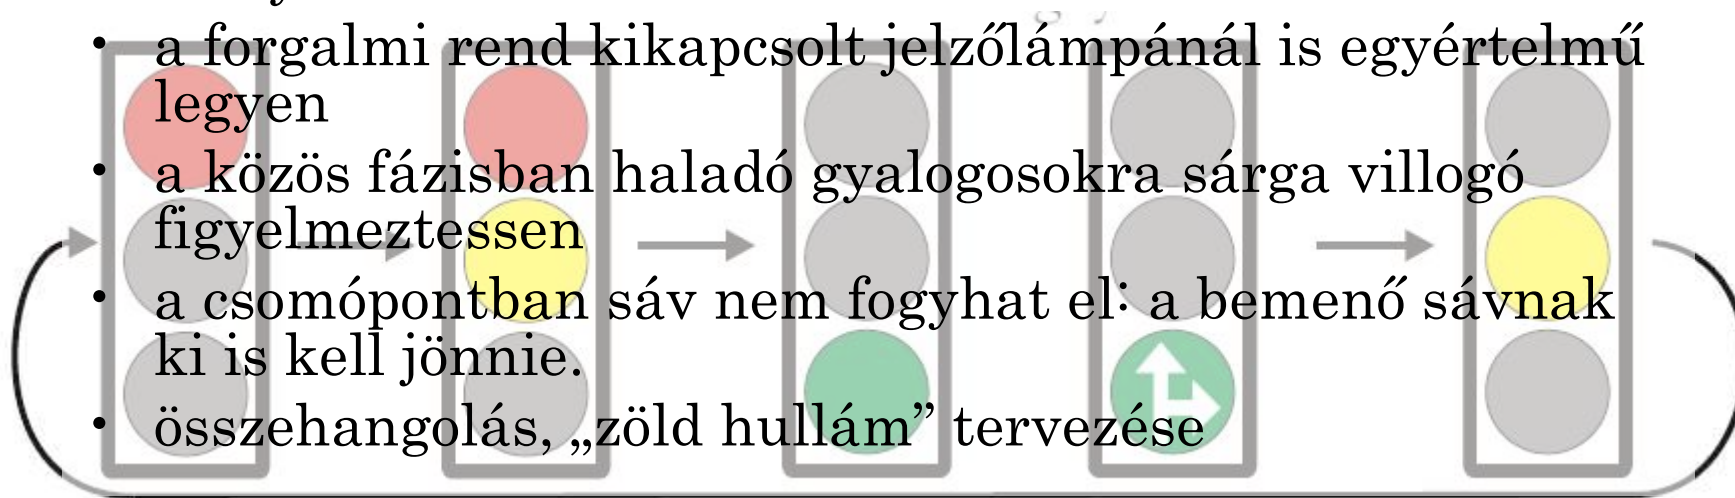 • a forgalmi rend kikapcsolt jelzőlámpánál is egyértelmű
legyen
• a közös fázisban haladó gyalogosokra sárga villogó
figyelmeztessen
• a csomópontban sáv nem fogyhat el: a bemenő sávnak
ki is kell jönnie.
• összehangolás, „zöld hullám” tervezése